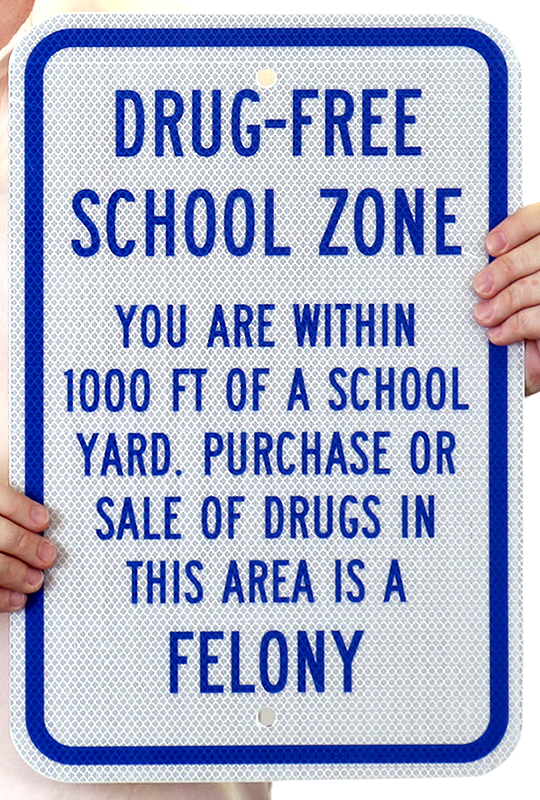 DRUG-FREE
SCHOOL ZONE
YOU ARE WITHIN
1000 FT OF A SCHOOL
YARD. PURCHASE OR
SALE OF DRUGS IN
THIS AREA IS A
FELONY